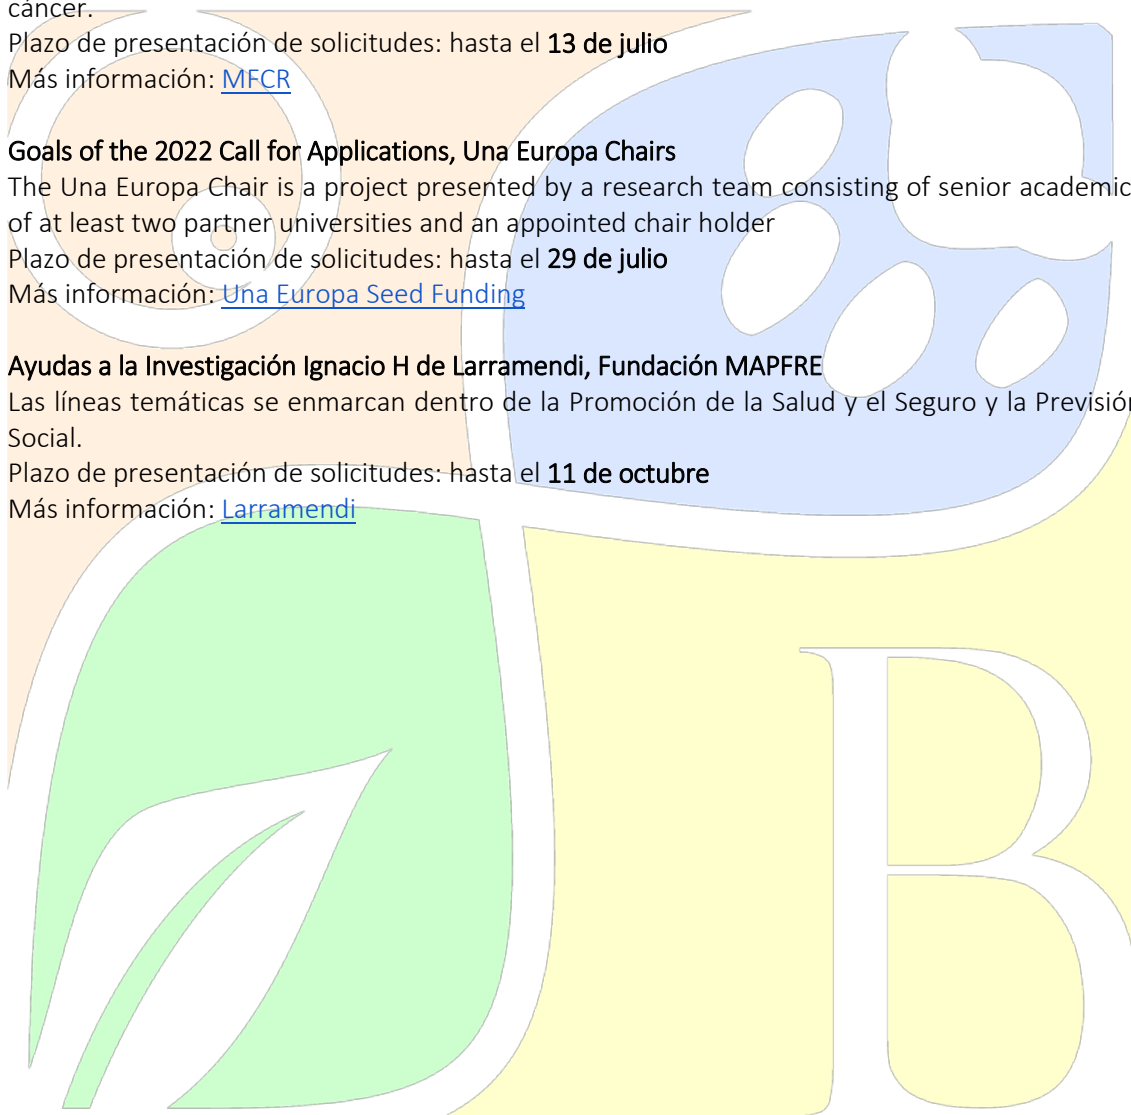 cáncer.
Plazo de presentación de solicitudes: hasta el 13 de julio
Más información: MFCR
Goals of the 2022 Call for Applications, Una Europa Chairs
The Una Europa Chair is a project presented by a research team consisting of senior academic
of at least two partner universities and an appointed chair holder
Plazo de presentación de solicitudes: hasta el 29 de julio
Más información: Una Europa Seed Funding
Ayudas a la Investigación Ignacio H de Larramendi, Fundación MAPFRE
Las líneas temáticas se enmarcan dentro de la Promoción de la Salud y el Seguro y la Previsión
Social.
Plazo de presentación de solicitudes: hasta el 11 de octubre
Más información: Larramendi
B